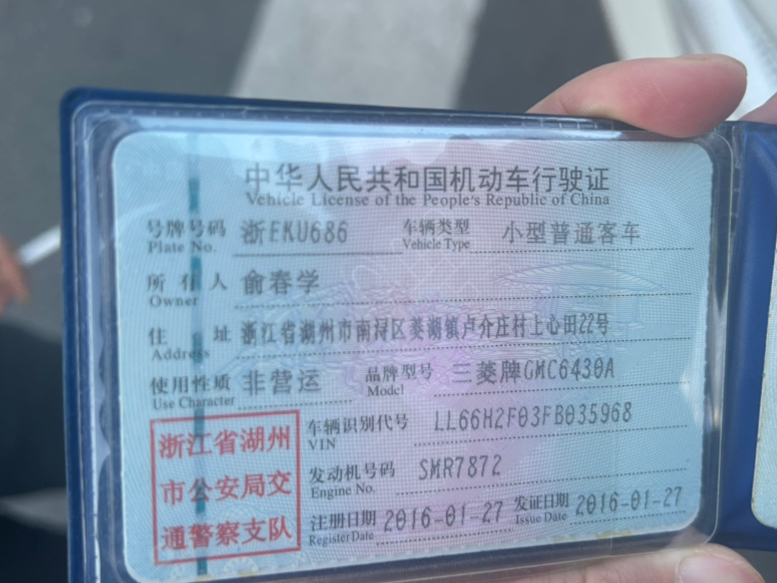 中华人民共和国机动车行驶证
Vehicle License of the People's Republic of China
号牌号码 浙EKU686 车辆类型 小型普通客车
Plate No. Vehicle Type
所有人 俞春学
Owner
住址 浙江省湖州市南浔区菱湖镇卢介庄村上心田22号
Address
使用性质 非营运 品牌型号 三菱牌GMC6430A
Use Character Model
浙江省湖州
市公安局交
通警察支队
车辆识别代号 LL66H2F03FB035968
VIN
发动机号码 SMR7872
Engine No.
注册日期 2016-01-27 发证日期 2016-01-27
Register Date Issue Date